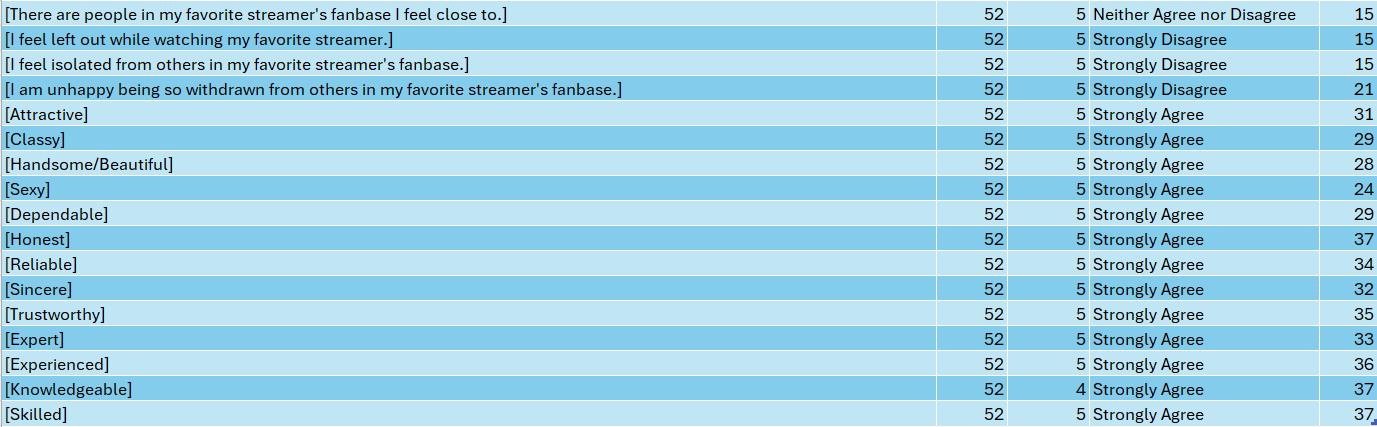 [There are people in my favorite streamer's fanbase I feel close to.] 52 5 Neither Agree nor Disagree 15
[I feel left out while watching my favorite streamer.] 52 5 Strongly Disagree 15
[I feel isolated from others in my favorite streamer's fanbase.] 52 5 Strongly Disagree 15
[I am unhappy being so withdrawn from others in my favorite streamer's fanbase.] 52 5 Strongly Disagree 21
[Attractive] 52 5 Strongly Agree 31
[Classy] 52 5 Strongly Agree 29
[Handsome/Beautiful] 52 5 Strongly Agree 28
[Sexy] 52 5 Strongly Agree 24
[Dependable] 52 5 Strongly Agree 29
[Honest] 52 5 Strongly Agree 37
[Reliable] 52 5 Strongly Agree 34
[Sincere] 52 5 Strongly Agree 32
[Trustworthy] 52 5 Strongly Agree 35
[Expert] 52 5 Strongly Agree 33
[Experienced] 52 5 Strongly Agree 36
[Knowledgeable] 52 4 Strongly Agree 37
[Skilled] 52 5 Strongly Agree 37